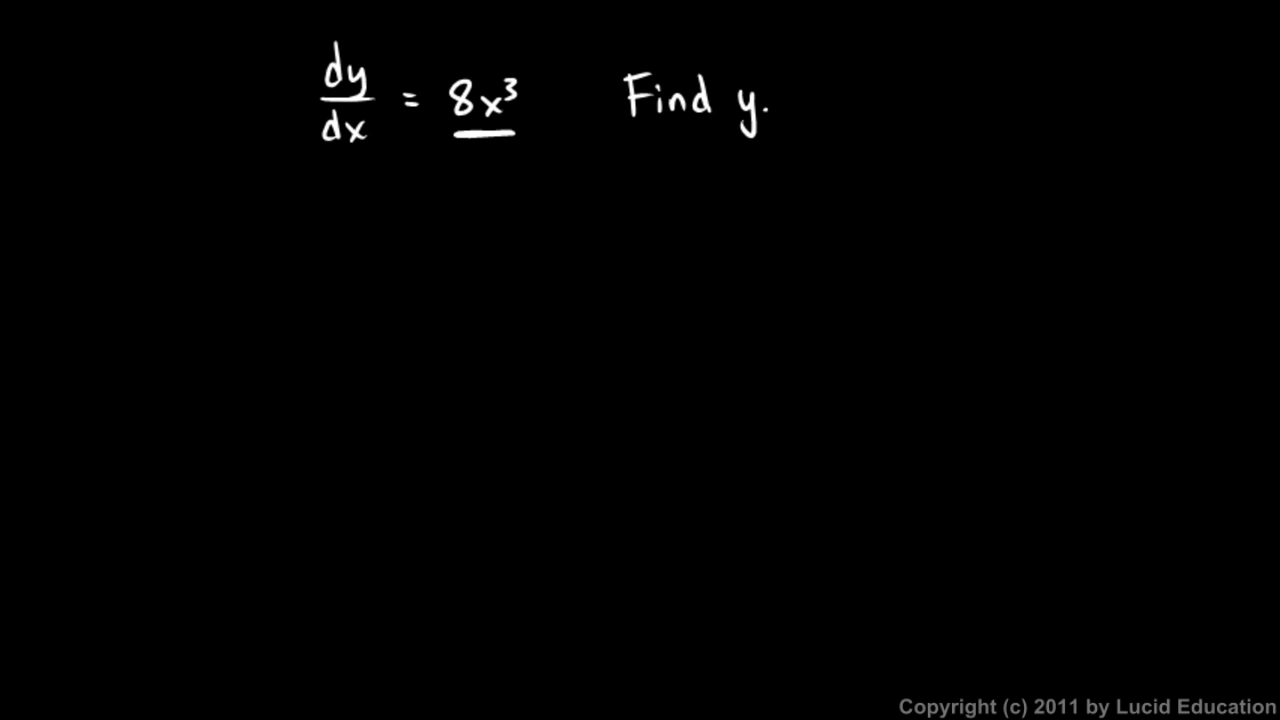 dy/dx = 8x³ Find y.
Copyright (c) 2011 by Lucid Education